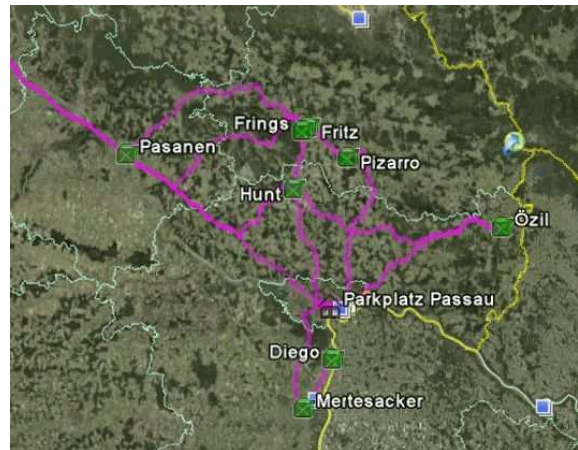 Frings
Fritz
Pasanen
Pizarro
Hunt
Özil
Parkplatz Passau
Diego
Mertesacker